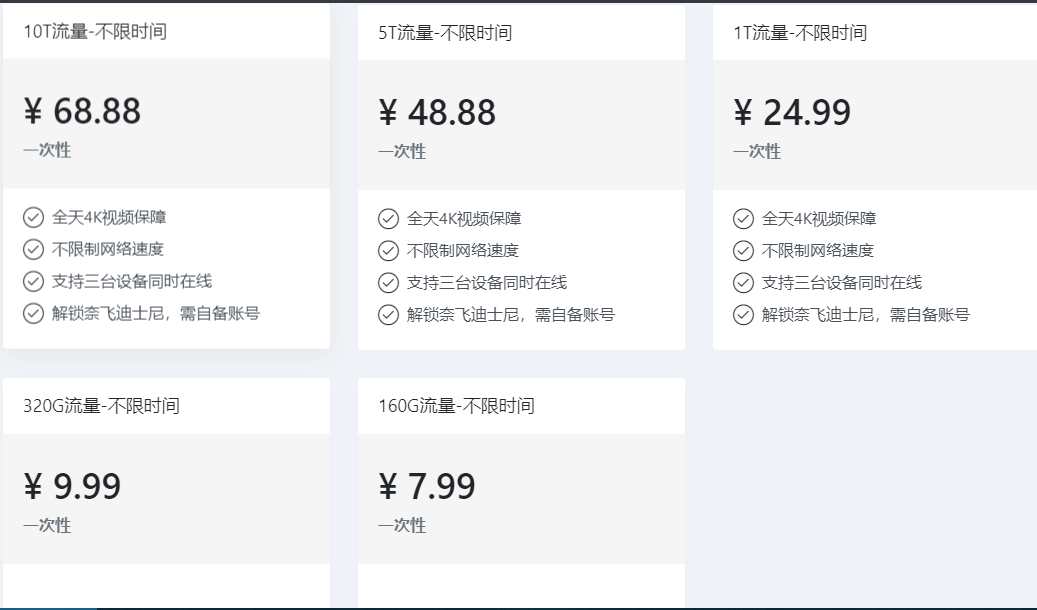 10T流量-不限时间
¥ 68.88
一次性
全天4K视频保障
不限制网络速度
支持三台设备同时在线
解锁奈飞迪士尼，需自备账号
5T流量-不限时间
¥ 48.88
一次性
全天4K视频保障
不限制网络速度
支持三台设备同时在线
解锁奈飞迪士尼，需自备账号
1T流量-不限时间
¥ 24.99
一次性
全天4K视频保障
不限制网络速度
支持三台设备同时在线
解锁奈飞迪士尼，需自备账号
320G流量-不限时间
¥ 9.99
一次性
160G流量-不限时间
¥ 7.99
一次性